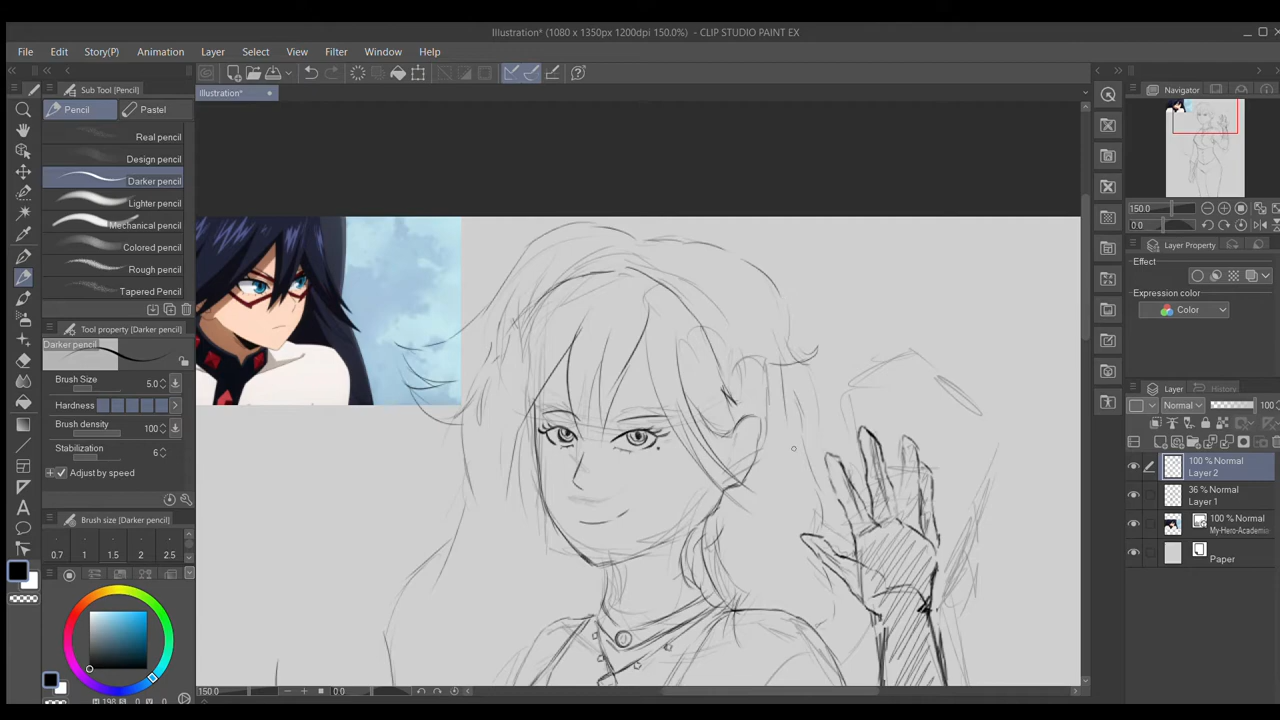 Illustration* (1080 x 1350px 1200dpi 150.0%) - CLIP STUDIO PAINT EX
File Edit Story(P) Animation Layer Select View Filter Window Help
Sub Tool [Pencil]
Illustration*
Navigator
Pencil Pastel
Real pencil
Design pencil
Darker pencil
Lighter pencil
Mechanical pencil
Colored pencil
Rough pencil
Tapered Pencil
Tool property [Darker pencil]
Darker pencil
Brush Size 5.0
Hardness
Brush density 100
Stabilization 6
Adjust by speed
Brush size [Darker pencil]
0.7 1 1.5 2 2.5
150.0
0 0
Layer Property
Effect
Expression color
Color
Layer History
Normal 100
100 % Normal
Layer 2
36 % Normal
Layer 1
100 % Normal
My-Hero-Academic
Paper
150.0 0 0